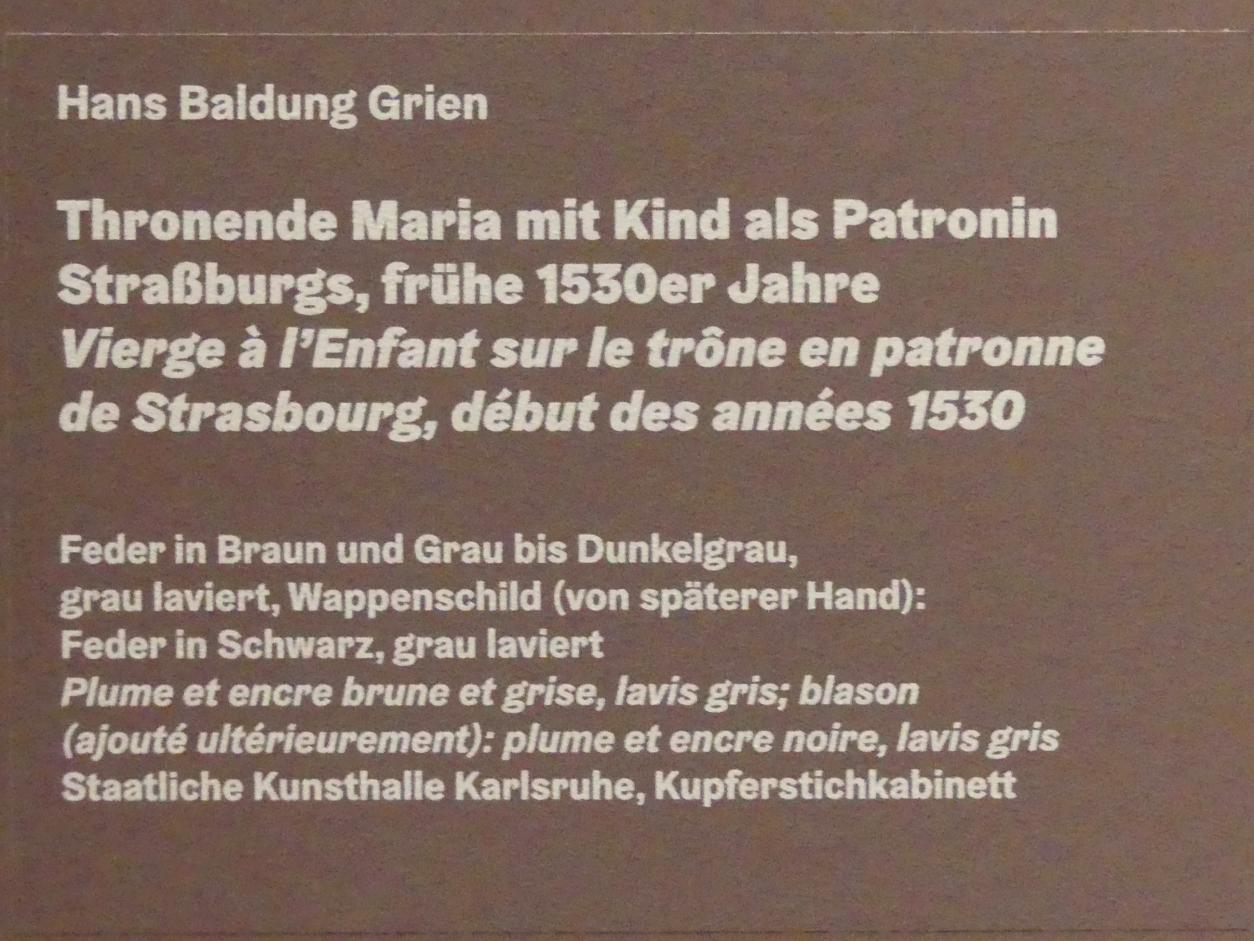 Hans Baldung Grien
Thronende Maria mit Kind als Patronin
Straßburgs, frühe 1530er Jahre
Vierge à l’Enfant sur le trône en patronne
de Strasbourg, début des années 1530
Feder in Braun und Grau bis Dunkelgrau,
grau laviert, Wappenschild (von späterer Hand):
Feder in Schwarz, grau laviert
Plume et encre brune et grise, lavis gris; blason
(ajouté ultérieurement): plume et encre noire, lavis gris
Staatliche Kunsthalle Karlsruhe, Kupferstichkabinett